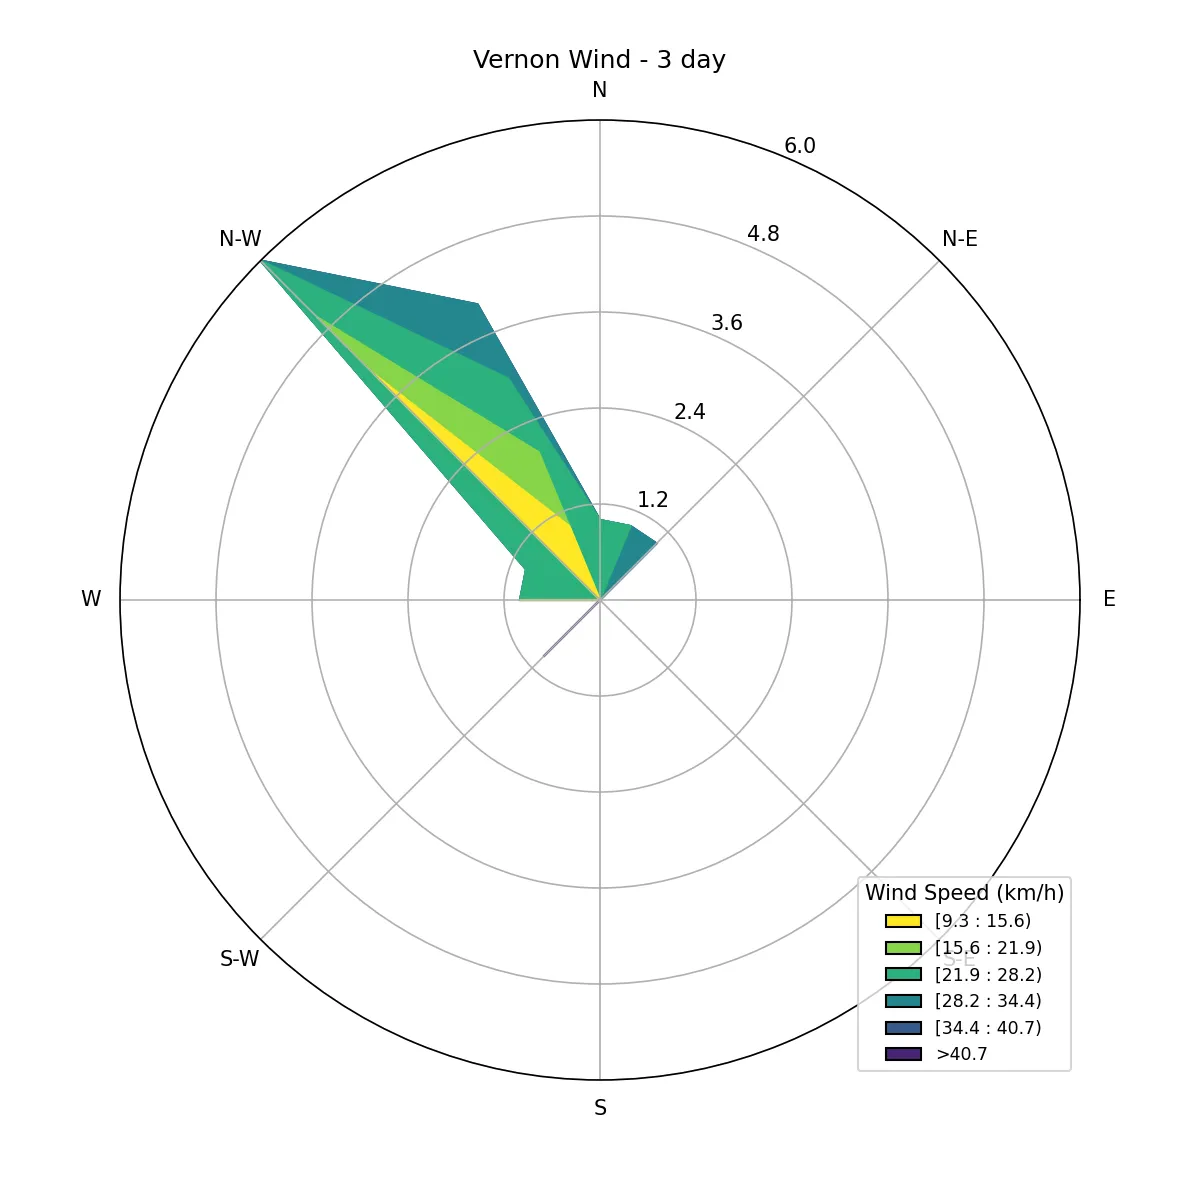 Vernon Wind - 3 day
N
6.0
N-W
4.8
N-E
3.6
2.4
1.2
W
E
S-W
S-E
S
Wind Speed (km/h)
[9.3 : 15.6)
[15.6 : 21.9)
[21.9 : 28.2)
[28.2 : 34.4)
[34.4 : 40.7)
>40.7